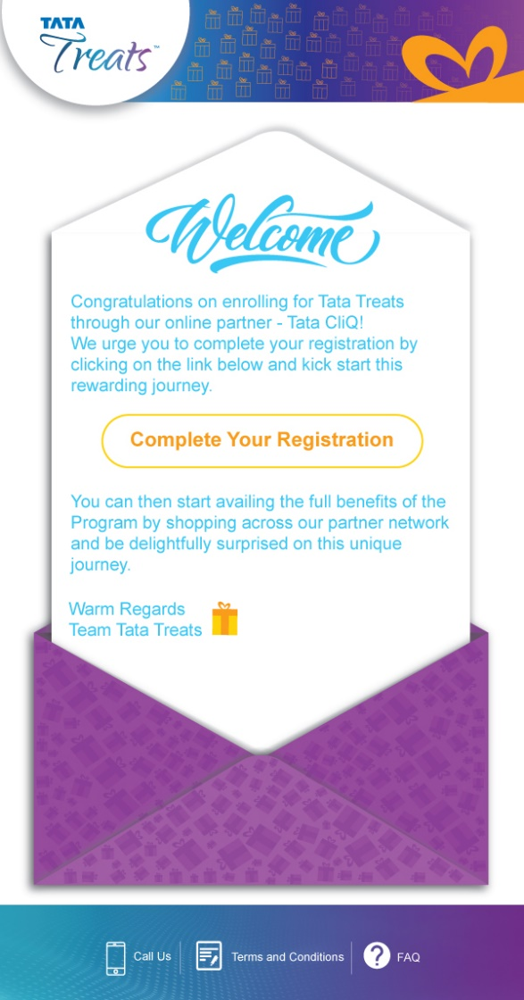 TATA
Treats™
Welcome
Congratulations on enrolling for Tata Treats
through our online partner - Tata CliQ!
We urge you to complete your registration by
clicking on the link below and kick start this
rewarding journey.
Complete Your Registration
You can then start availing the full benefits of the
Program by shopping across our partner network
and be delightfully surprised on this unique
journey.
Warm Regards
Team Tata Treats
Call Us
Terms and Conditions
FAQ